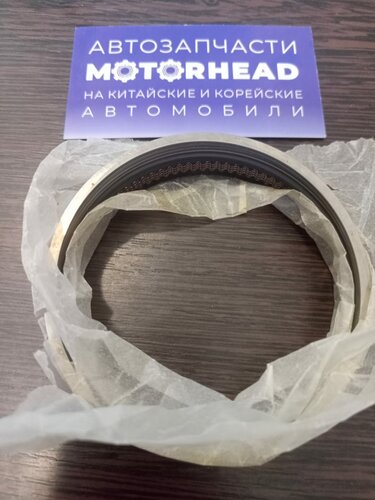 АВТОЗАПЧАСТИ
MOTORHEAD
НА КИТАЙСКИЕ И КОРЕЙСКИЕ
АВТОМОБИЛИ